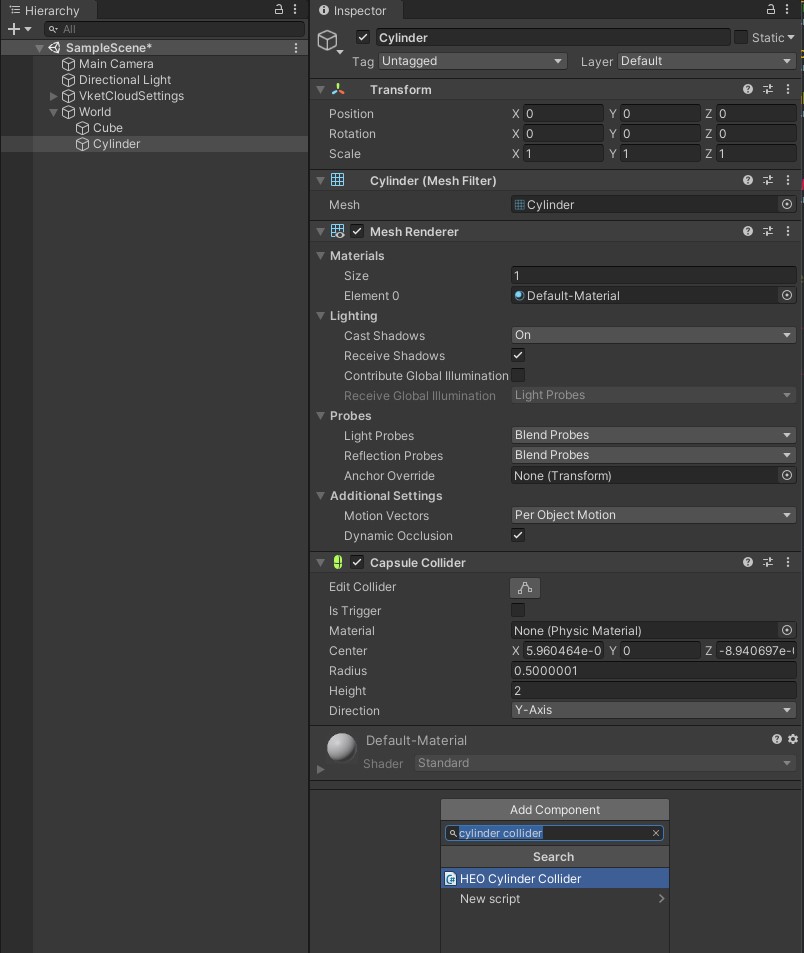 Hierarchy
All
SampleScene*
Main Camera
Directional Light
VketCloudSettings
World
Cube
Cylinder
Inspector
Cylinder
Static
Tag Untagged Layer Default
Transform
Position X 0 Y 0 Z 0
Rotation X 0 Y 0 Z 0
Scale X 1 Y 1 Z 1
Cylinder (Mesh Filter)
Mesh Cylinder
Mesh Renderer
Materials
Size 1
Element 0 Default-Material
Lighting
Cast Shadows On
Receive Shadows
Contribute Global Illumination
Receive Global Illumination Light Probes
Probes
Light Probes Blend Probes
Reflection Probes Blend Probes
Anchor Override None (Transform)
Additional Settings
Motion Vectors Per Object Motion
Dynamic Occlusion
Capsule Collider
Edit Collider
Is Trigger
Material None (Physic Material)
Center X 5.960464e-0 Y 0 Z -8.940697e-
Radius 0.5000001
Height 2
Direction Y-Axis
Default-Material
Shader Standard
Add Component
cylinder collider
Search
HEO Cylinder Collider
New script